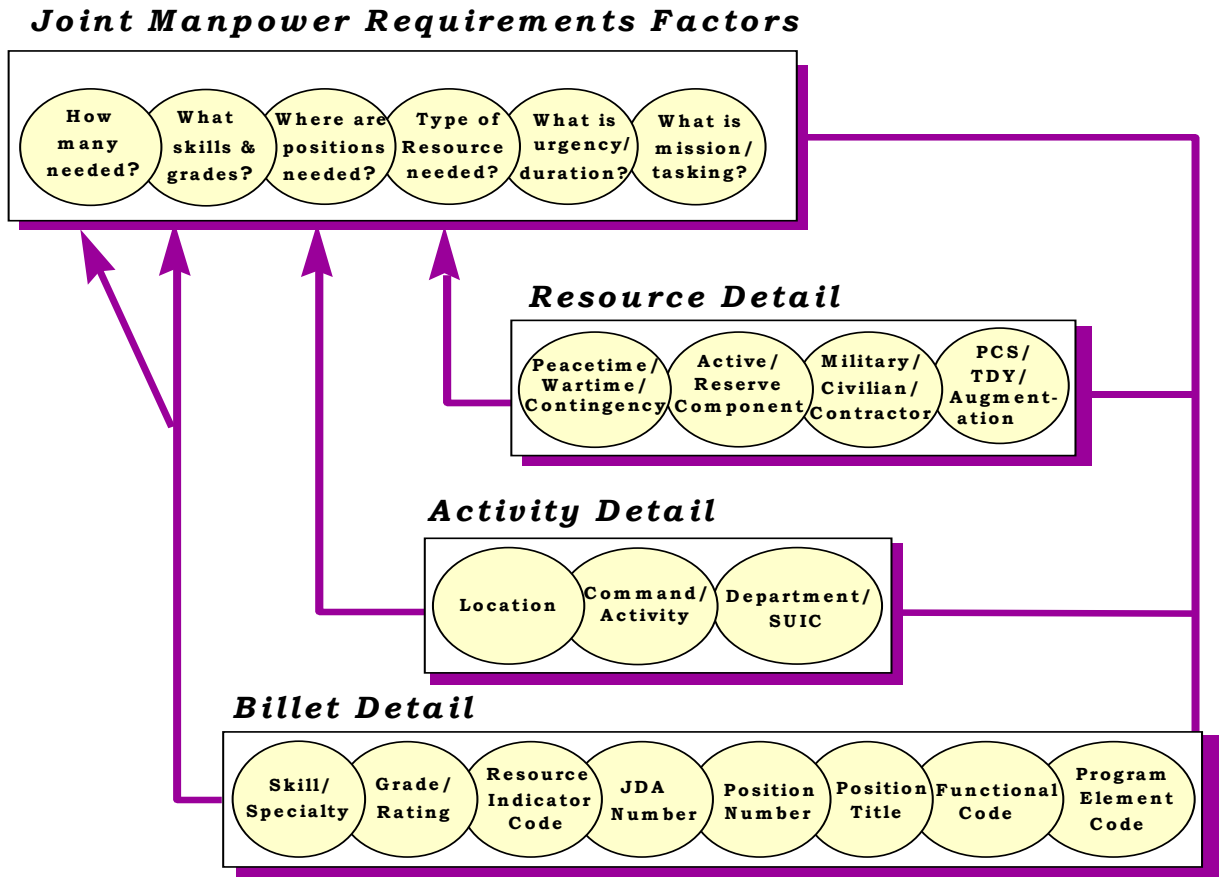 Joint Manpower Requirements Factors
How
many
needed?
What
skills &
grades?
Where are
positions
needed?
Type of
Resource
needed?
What is
urgency/
duration?
What is
mission/
tasking?
Resource Detail
Peacetime/
Wartime/
Contingency
Active/
Reserve
Component
Military/
Civilian/
Contractor
PCS/
TDY/
Augment-
ation
Activity Detail
Location
Command/
Activity
Department/
SUIC
Billet Detail
Skill/
Specialty
Grade/
Rating
Resource
Indicator
Code
JDA
Number
Position
Number
Position
Title
Functional
Code
Program
Element
Code